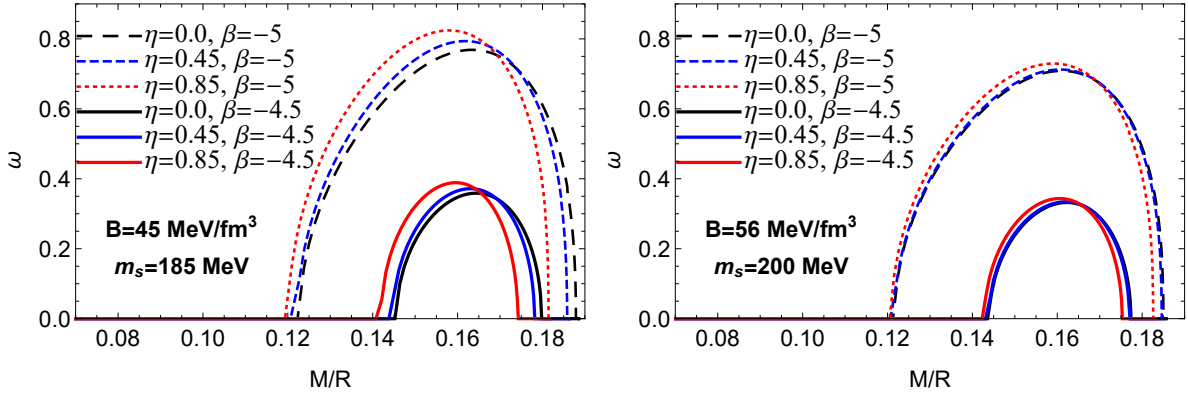 η=0.0, β=−5
η=0.45, β=−5
η=0.85, β=−5
η=0.0, β=−4.5
η=0.45, β=−4.5
η=0.85, β=−4.5
B=45 MeV/fm³
mₛ=185 MeV
ω
0.8
0.6
0.4
0.2
0.0
0.08 0.10 0.12 0.14 0.16 0.18
M/R
η=0.0, β=−5
η=0.45, β=−5
η=0.85, β=−5
η=0.0, β=−4.5
η=0.45, β=−4.5
η=0.85, β=−4.5
B=56 MeV/fm³
mₛ=200 MeV
ω
0.8
0.6
0.4
0.2
0.0
0.08 0.10 0.12 0.14 0.16 0.18
M/R